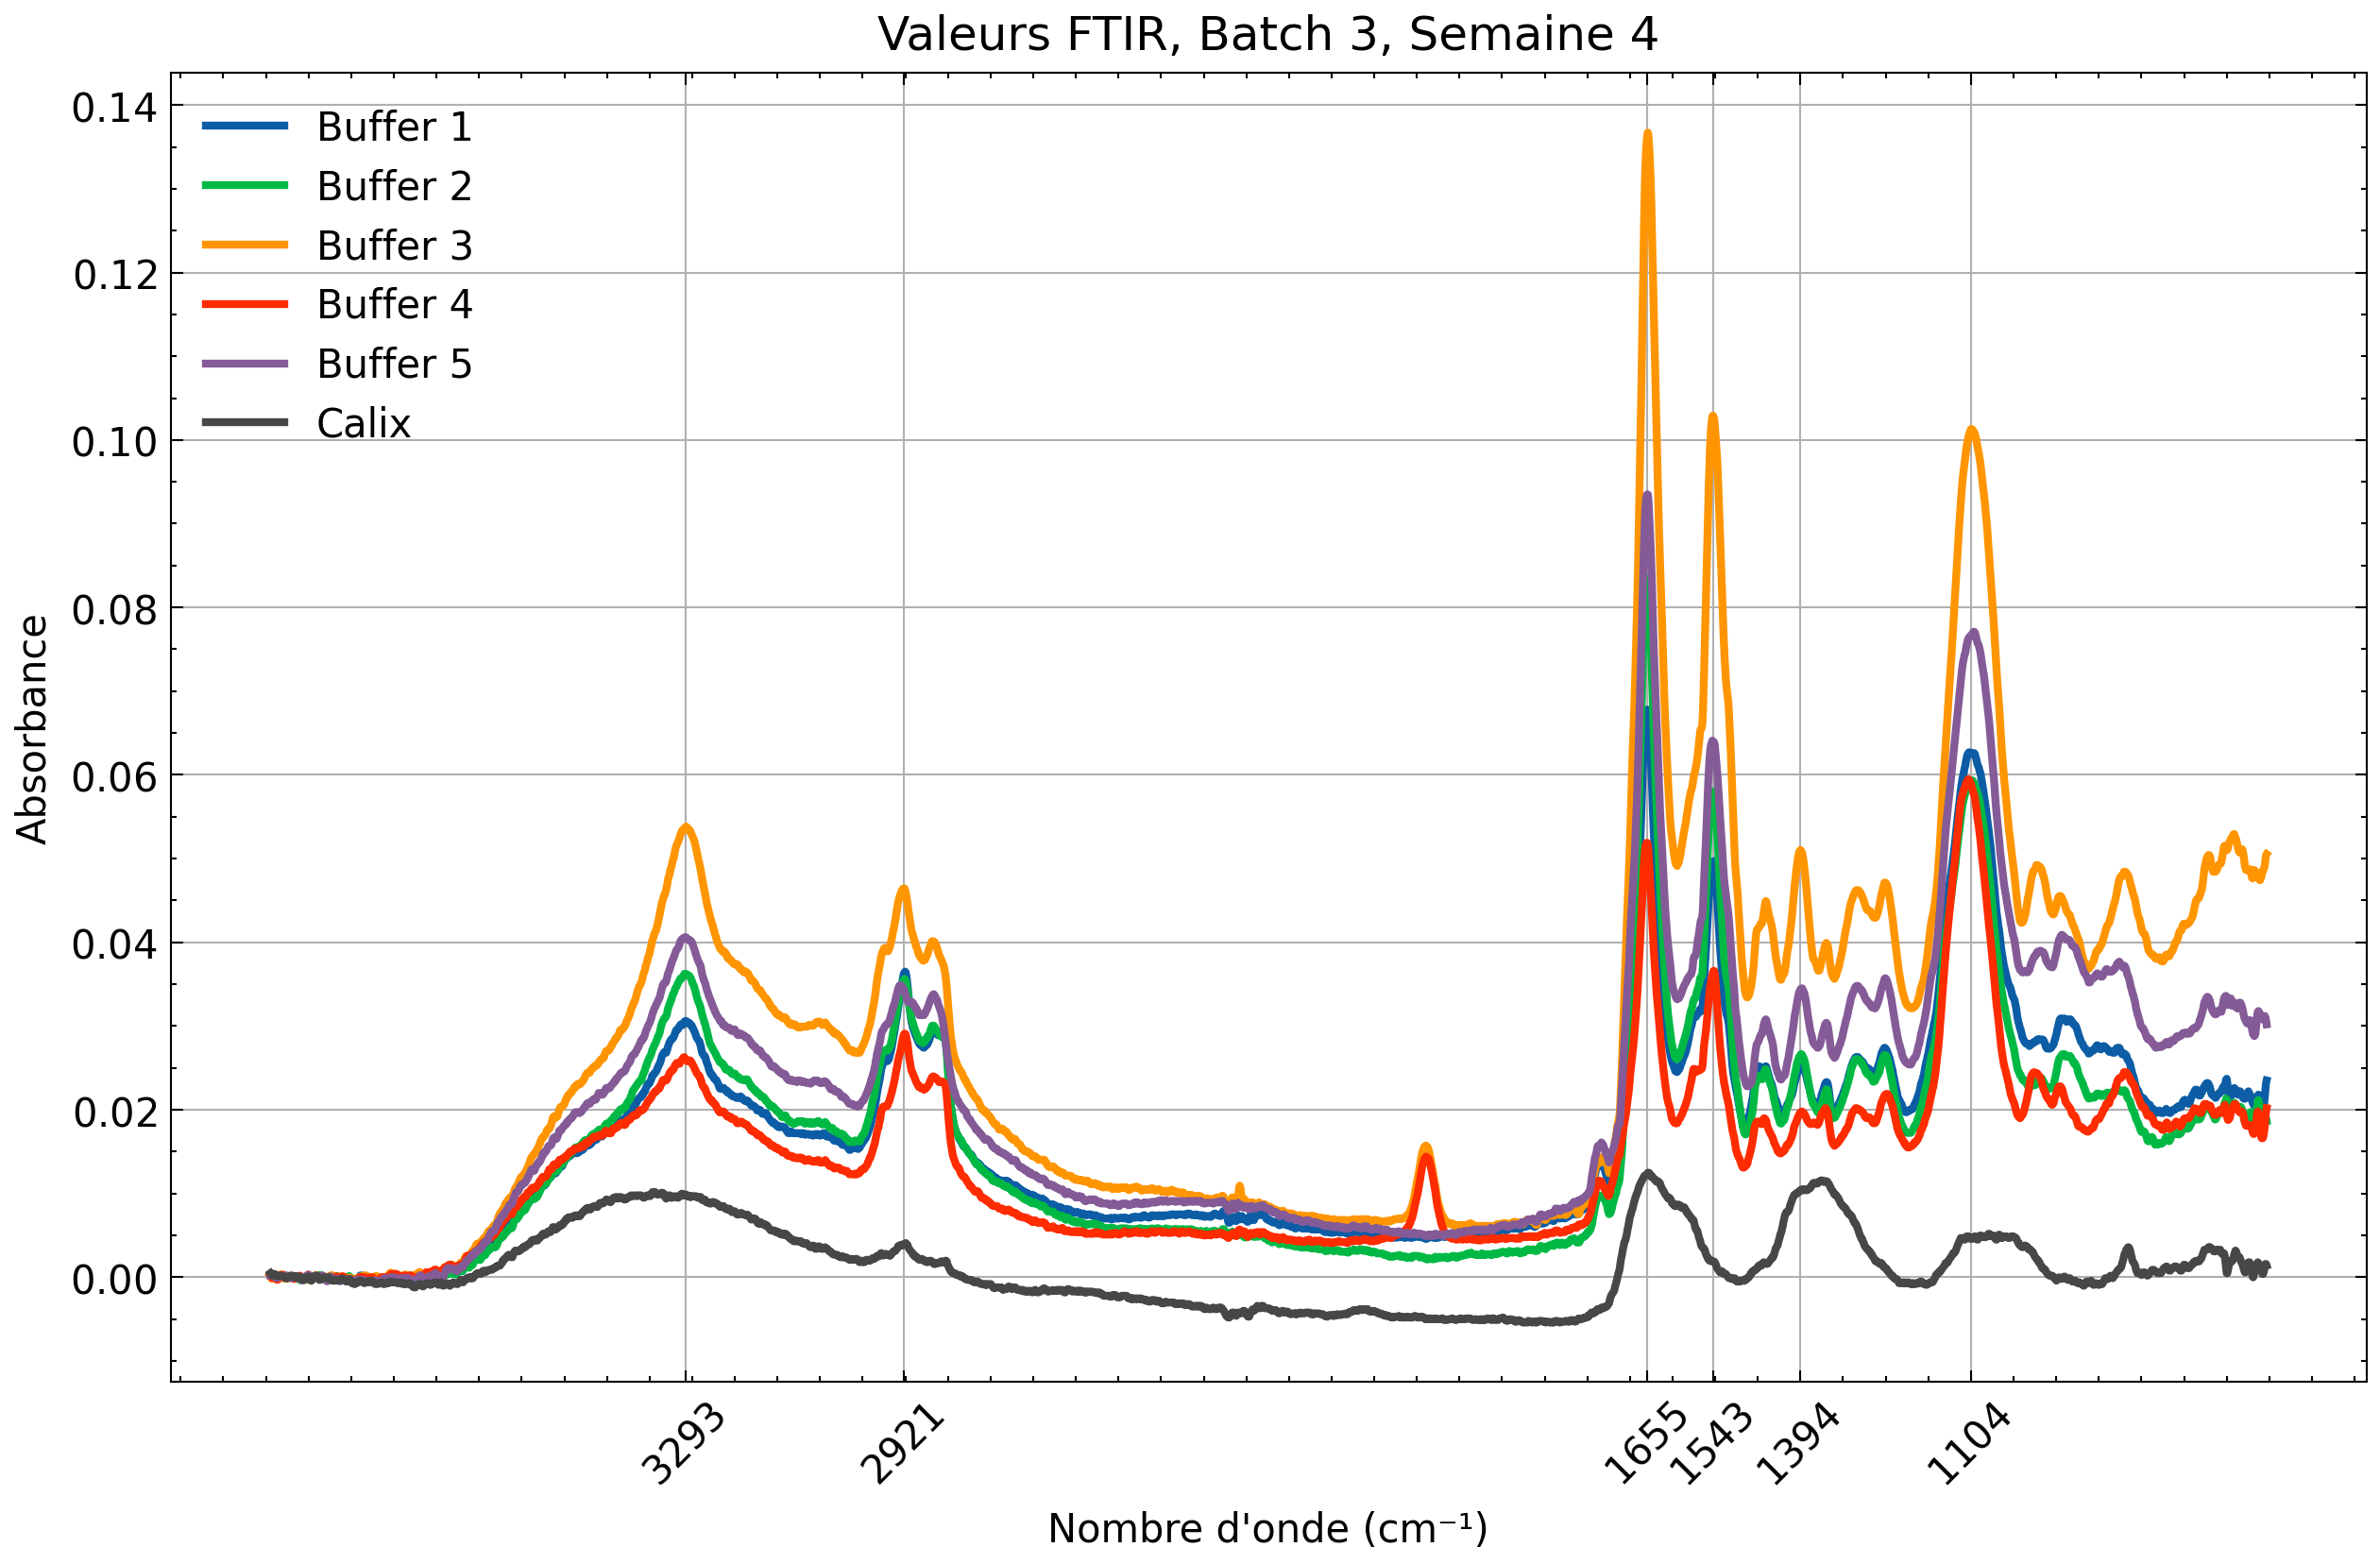 Valeurs FTIR, Batch 3, Semaine 4
0.14
0.12
0.10
0.08
0.06
0.04
0.02
0.00
Absorbance
Buffer 1
Buffer 2
Buffer 3
Buffer 4
Buffer 5
Calix
3293
2921
1655
1543
1394
1104
Nombre d'onde (cm⁻¹)